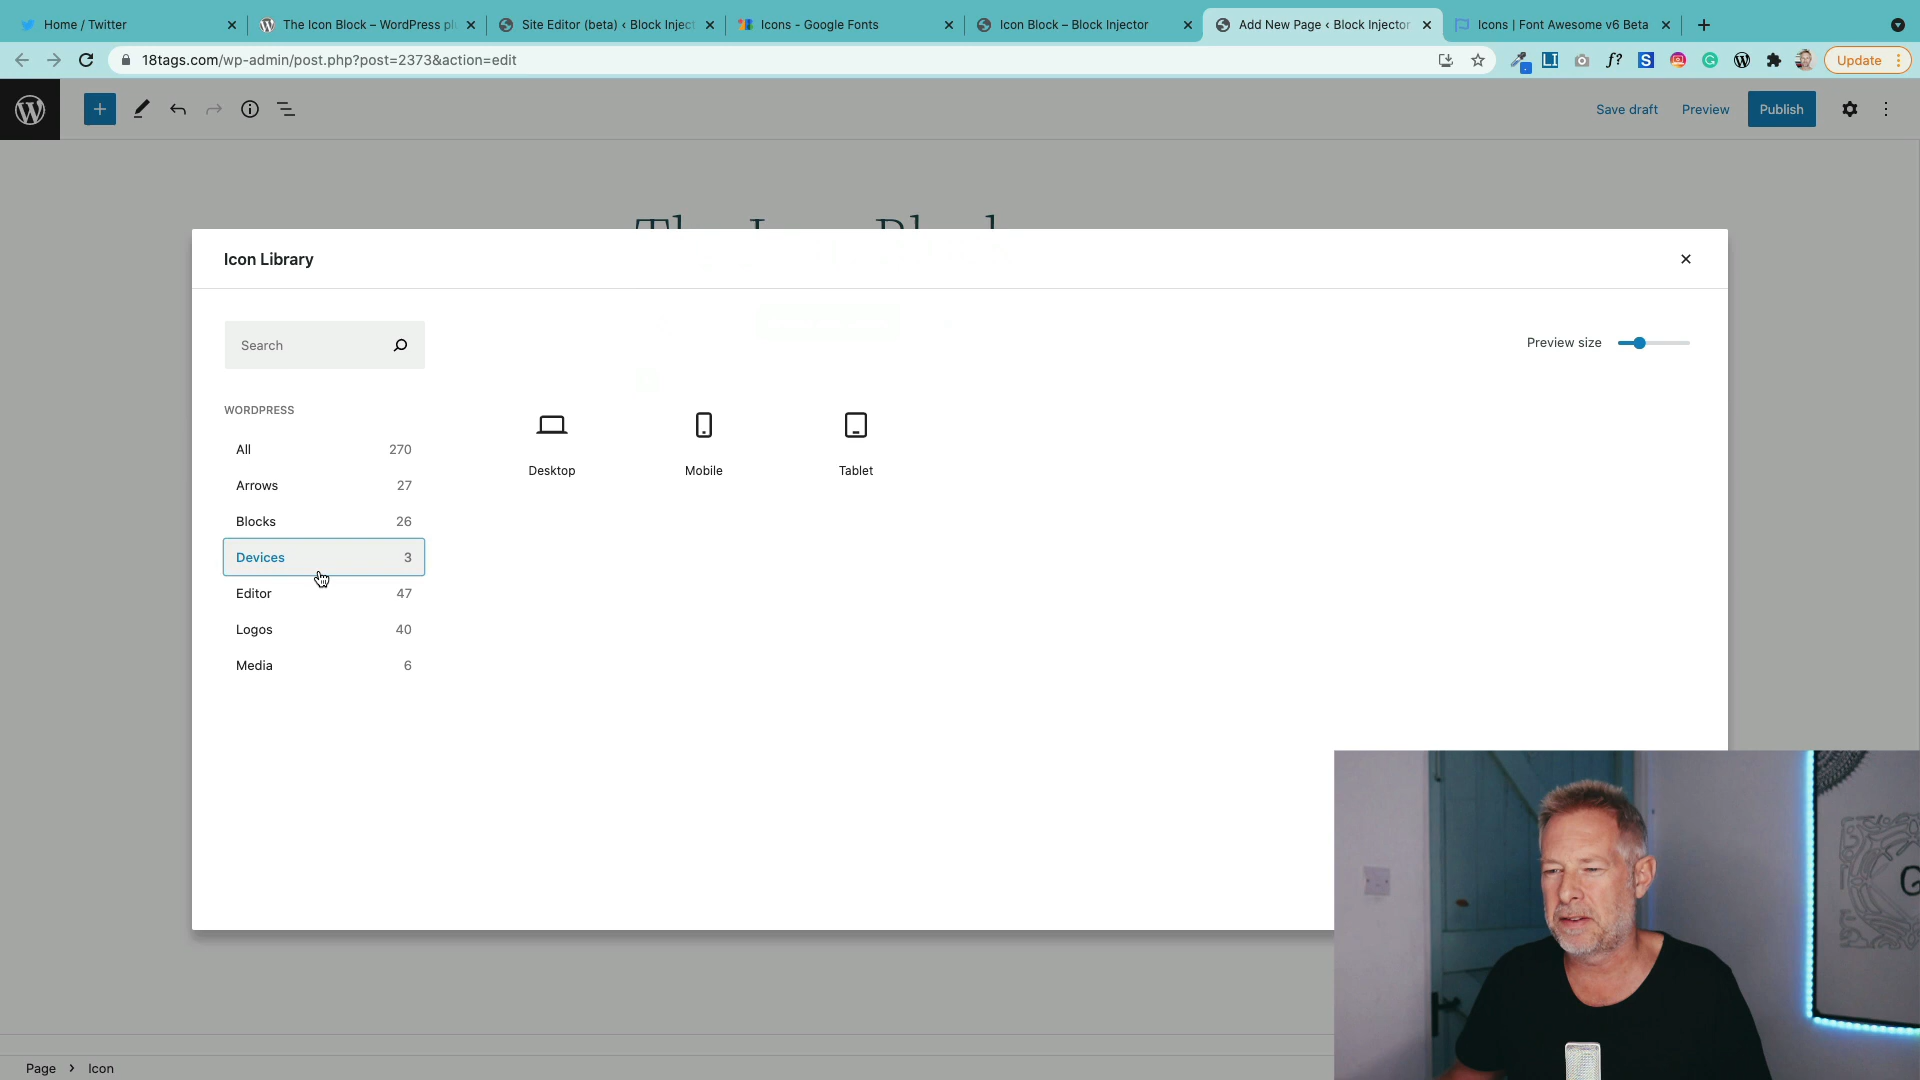 Home / Twitter
The Icon Block – WordPress pl
Site Editor (beta) ‹ Block Inject
Icons - Google Fonts
Icon Block – Block Injector
Add New Page ‹ Block Injector
Icons | Font Awesome v6 Beta
18tags.com/wp-admin/post.php?post=2373&action=edit
Update
Save draft
Preview
Publish
The Icon Block
Icon Library
Search
Preview size
WORDPRESS
All 270
Arrows 27
Blocks 26
Devices 3
Editor 47
Logos 40
Media 6
Desktop
Mobile
Tablet
Page > Icon